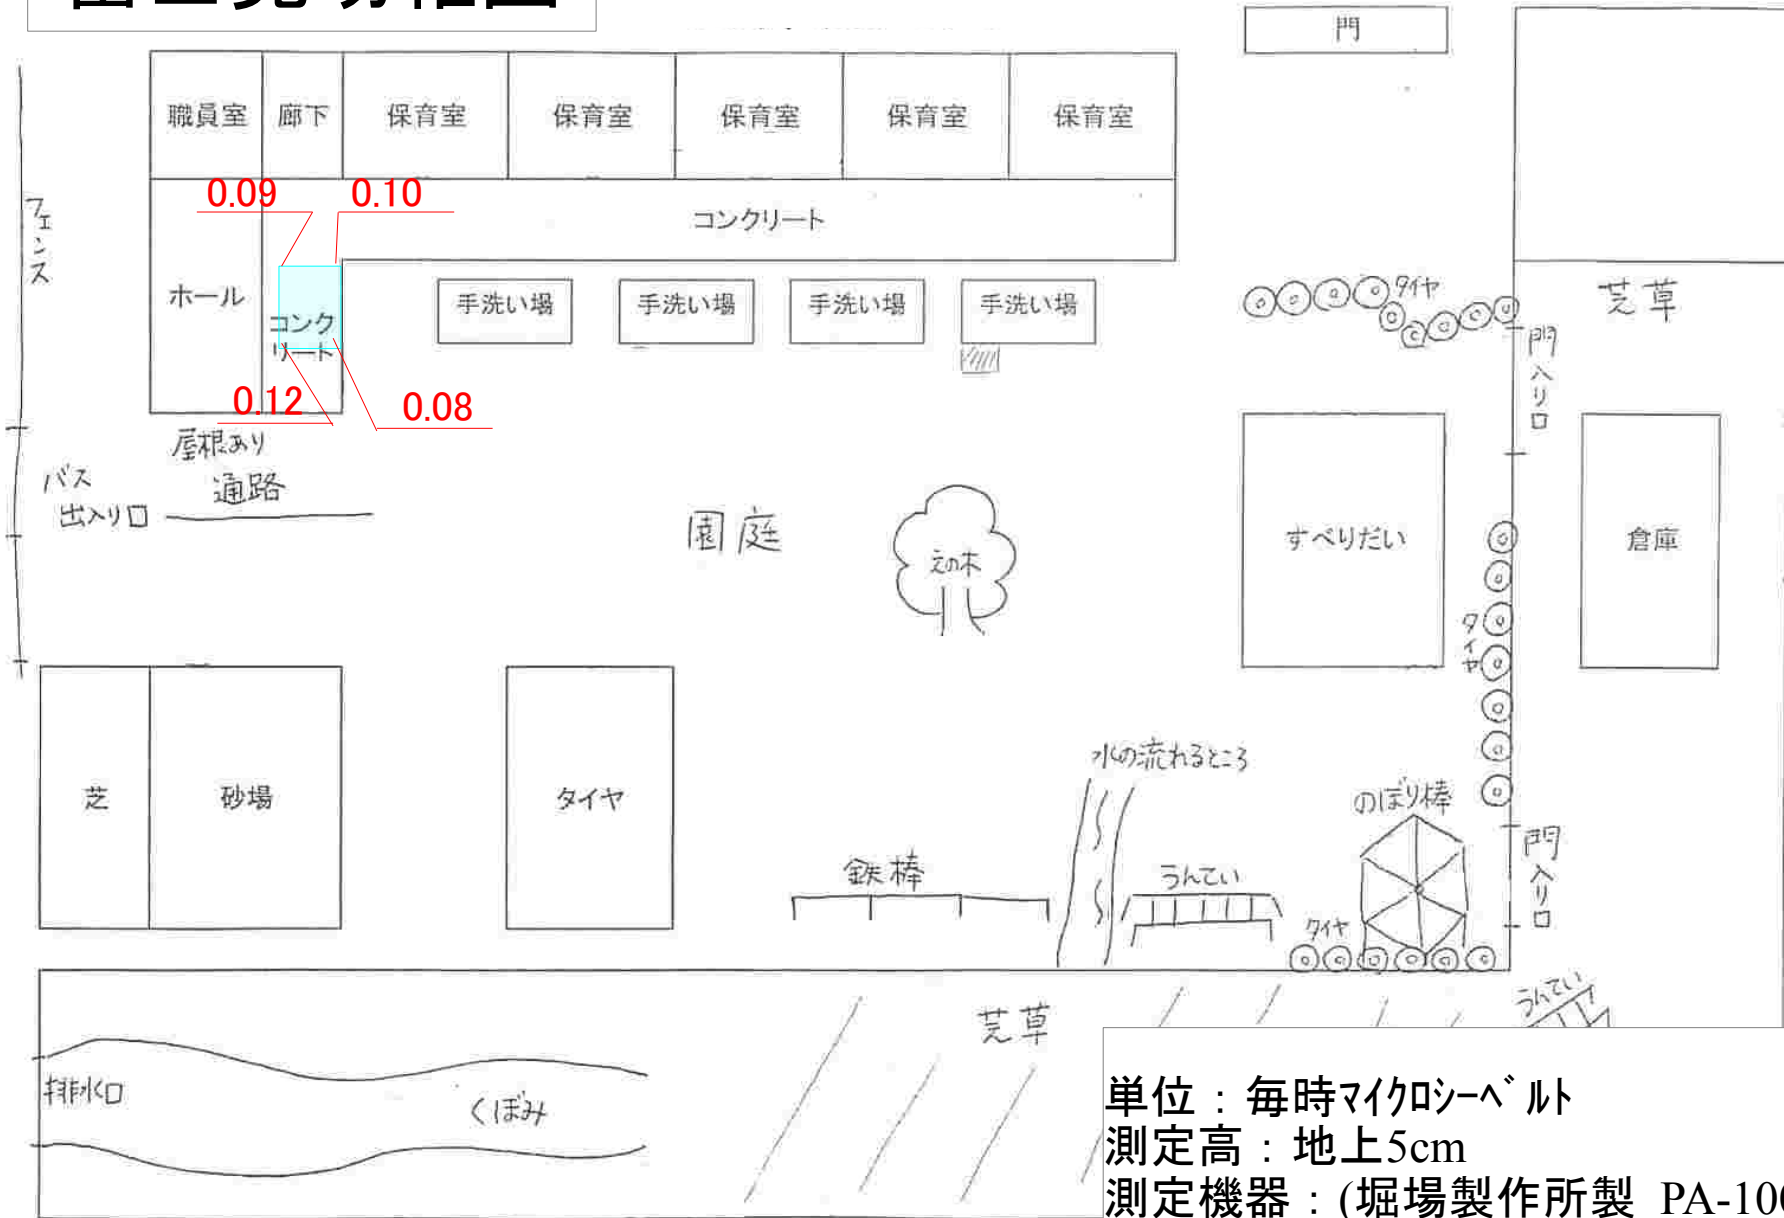 門
職員室 廊下 保育室 保育室 保育室 保育室 保育室
0.09 0.10
コンクリート
フェンス
ホール
コンク
リート
手洗い場 手洗い場 手洗い場 手洗い場
タイヤ
芝草
門入り口
0.12 0.08
屋根あり
通路
バス
出入り口
園庭
えの木
すべりだい
倉庫
タイヤ
芝
砂場
タイヤ
水の流れるところ
のぼり棒
鉄棒
うんてい
タイヤ
門入り口
うんてい
芝草
排水口
くぼみ
単位：毎時マイクロシーベルト
測定高：地上5cm
測定機器：(堀場製作所製 PA-100